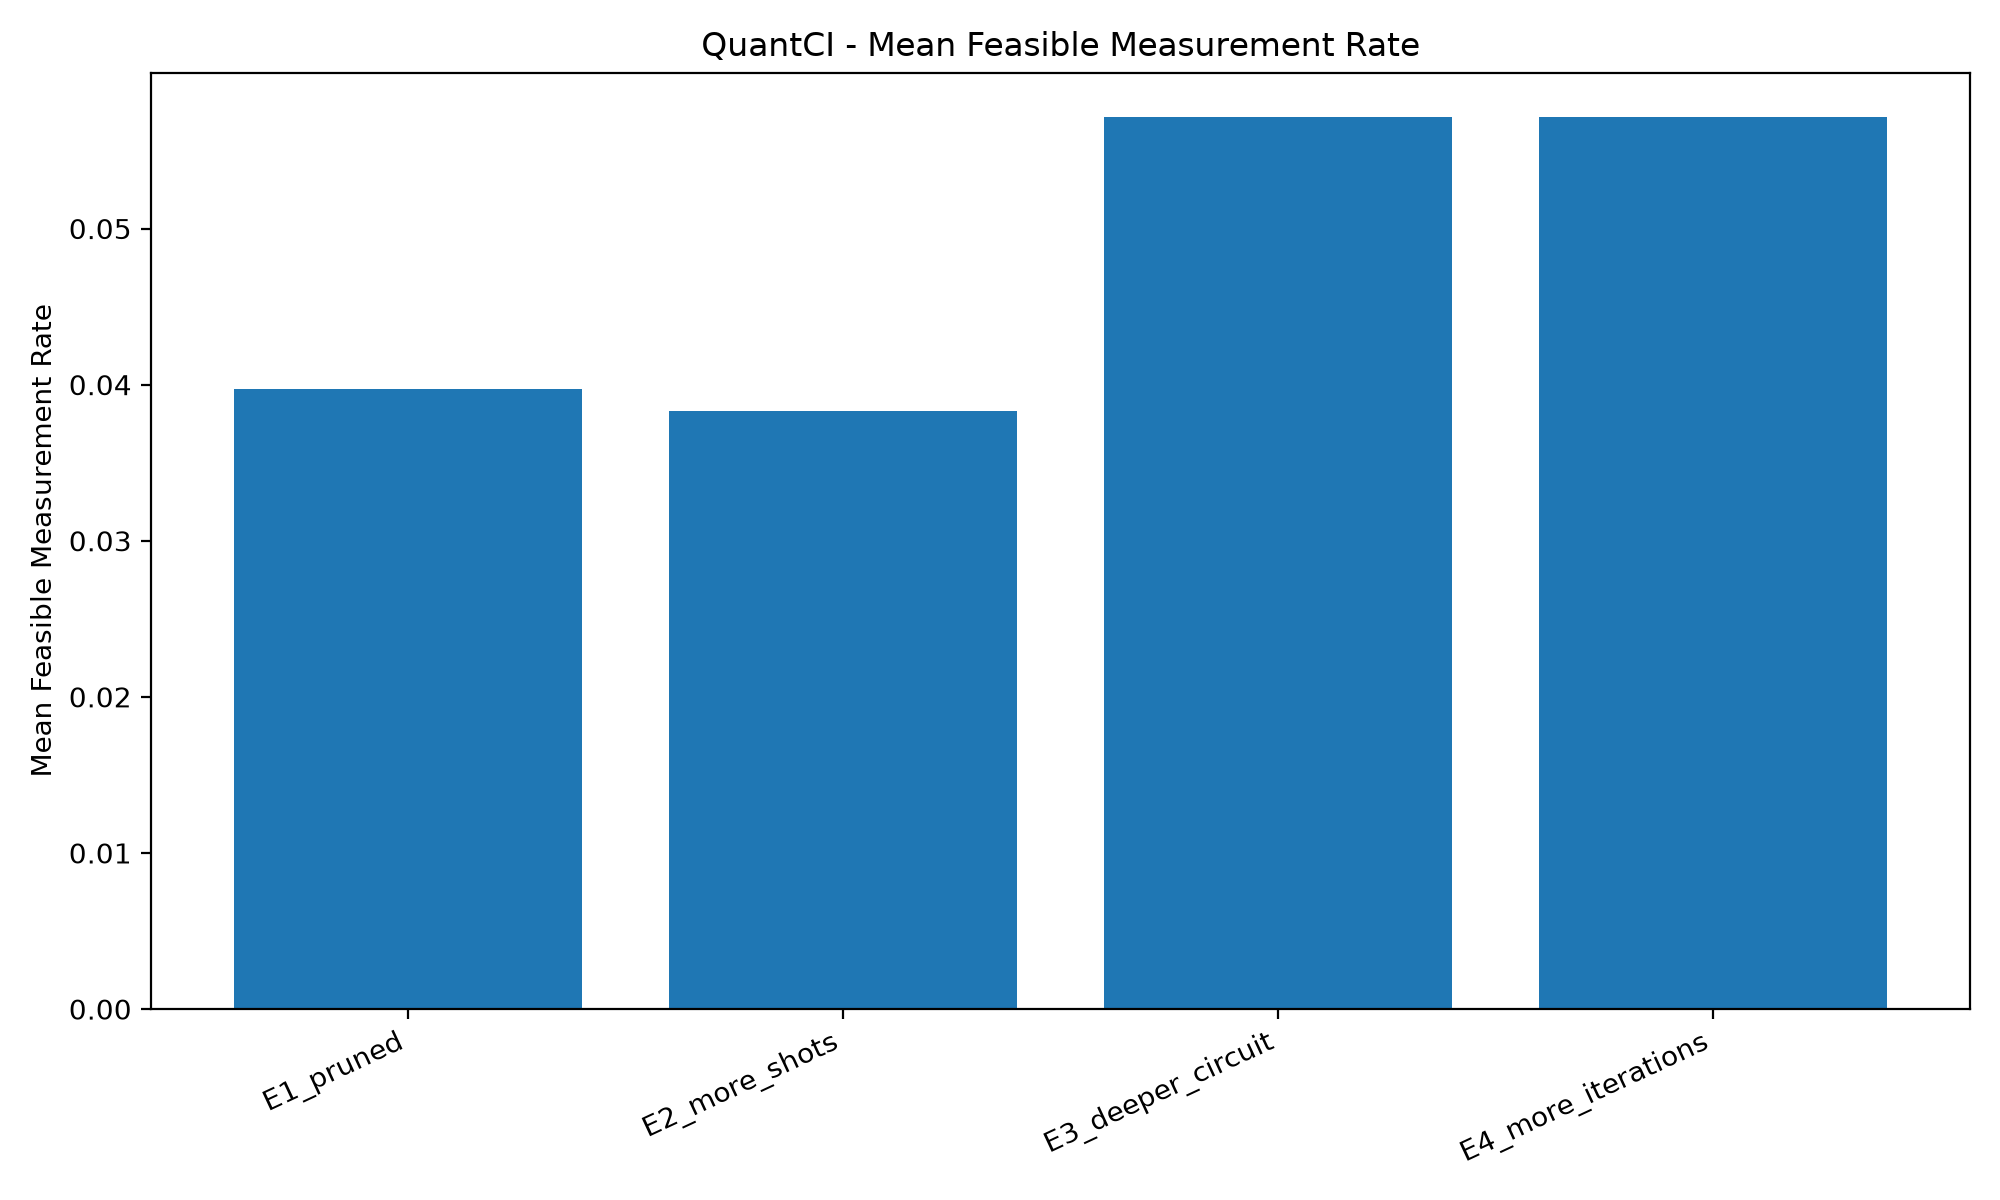 QuantCI - Mean Feasible Measurement Rate
Mean Feasible Measurement Rate
0.05
0.04
0.03
0.02
0.01
0.00
E1_pruned
E2_more_shots
E3_deeper_circuit
E4_more_iterations